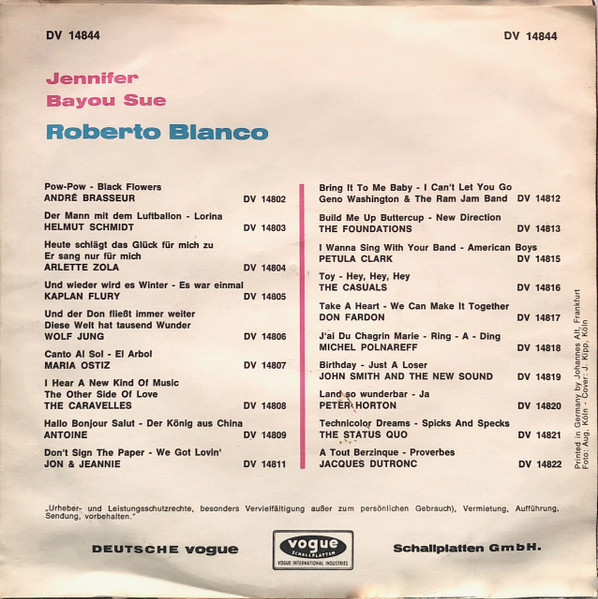 DV 14844
DV 14844
Jennifer
Bayou Sue
Roberto Blanco
Pow-Pow - Black Flowers
ANDRÉ BRASSEUR DV 14802
Der Mann mit dem Luftballon - Lorina
HELMUT SCHMIDT DV 14803
Heute schlägt das Glück für mich zu
Er sang nur für mich
ARLETTE ZOLA DV 14804
Und wieder wird es Winter - Es war einmal
KAPLAN FLURY DV 14805
Und der Don fließt immer weiter
Diese Welt hat tausend Wunder
WOLF JUNG DV 14806
Canto Al Sol - El Arbol
MARIA OSTIZ DV 14807
I Hear A New Kind Of Music
The Other Side Of Love
THE CARAVELLES DV 14808
Hallo Bonjour Salut - Der König aus China
ANTOINE DV 14809
Don't Sign The Paper - We Got Lovin'
JON & JEANNIE DV 14811
Bring It To Me Baby - I Can't Let You Go
Geno Washington & The Ram Jam Band DV 14812
Build Me Up Buttercup - New Direction
THE FOUNDATIONS DV 14813
I Wanna Sing With Your Band - American Boys
PETULA CLARK DV 14815
Toy - Hey, Hey, Hey
THE CASUALS DV 14816
Take A Heart - We Can Make It Together
DON FARDON DV 14817
J'ai Du Chagrin Marie - Ring - A - Ding
MICHEL POLNAREFF DV 14818
Birthday - Just A Loser
JOHN SMITH AND THE NEW SOUND DV 14819
Land so wunderbar - Ja
PETER HORTON DV 14820
Technicolor Dreams - Spicks And Specks
THE STATUS QUO DV 14821
A Tout Berzinque - Proverbes
JACQUES DUTRONC DV 14822
Printed in Germany by Johannes Alt, Frankfurt
Foto: Aug, Köln - Cover: J. Kipp, Köln
„Urheber- und Leistungsschutzrechte, besonders Vervielfältigung außer zum persönlichen Gebrauch), Vermietung, Aufführung,
Sendung, vorbehalten."
DEUTSCHE vogue
vogue
SCHALLPLATTEN
VOGUE INTERNATIONAL INDUSTRIES
Schallplatten GmbH.